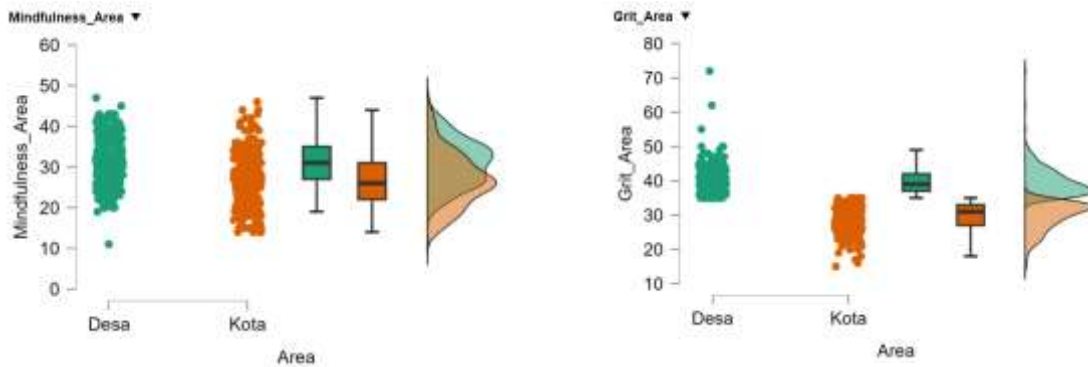 Mindfulness_Area ▼
Mindfulness_Area
60
50
40
30
20
10
0
Desa
Kota
Area
Grit_Area ▼
Grit_Area
80
70
60
50
40
30
20
10
Desa
Kota
Area